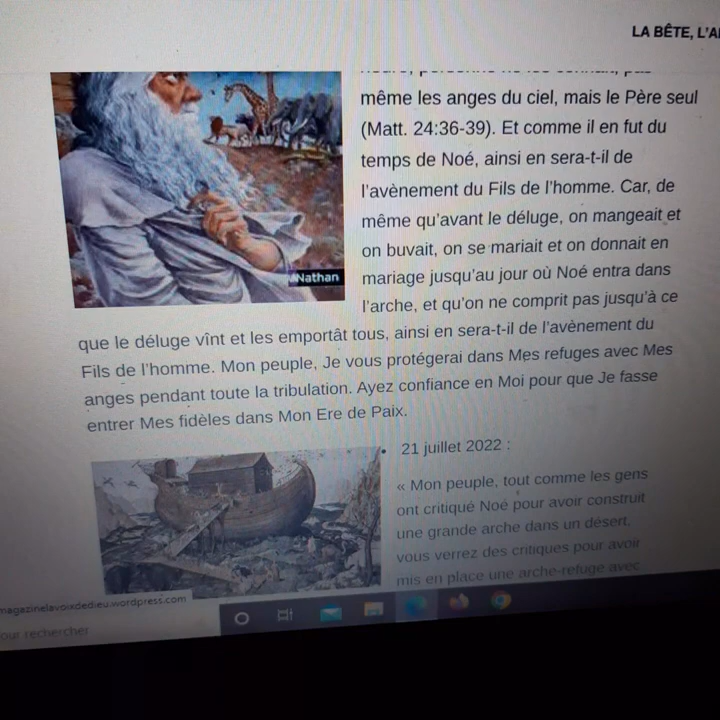 LA BÊTE, L'A
même les anges du ciel, mais le Père seul
(Matt. 24:36-39). Et comme il en fut du
temps de Noé, ainsi en sera-t-il de
l'avènement du Fils de l'homme. Car, de
même qu'avant le déluge, on mangeait et
on buvait, on se mariait et on donnait en
mariage jusqu'au jour où Noé entra dans
l'arche, et qu'on ne comprit pas jusqu'à ce
que le déluge vînt et les emportât tous, ainsi en sera-t-il de l'avènement du
Fils de l'homme. Mon peuple, Je vous protégerai dans Mes refuges avec Mes
anges pendant toute la tribulation. Ayez confiance en Moi pour que Je fasse
entrer Mes fidèles dans Mon Ere de Paix.
Nathan
• 21 juillet 2022 :
« Mon peuple, tout comme les gens
ont critiqué Noé pour avoir construit
une grande arche dans un désert,
vous verrez des critiques pour avoir
mis en place une arche-refuge avec
magazinelavoixdedieu.wordpress.com
our rechercher